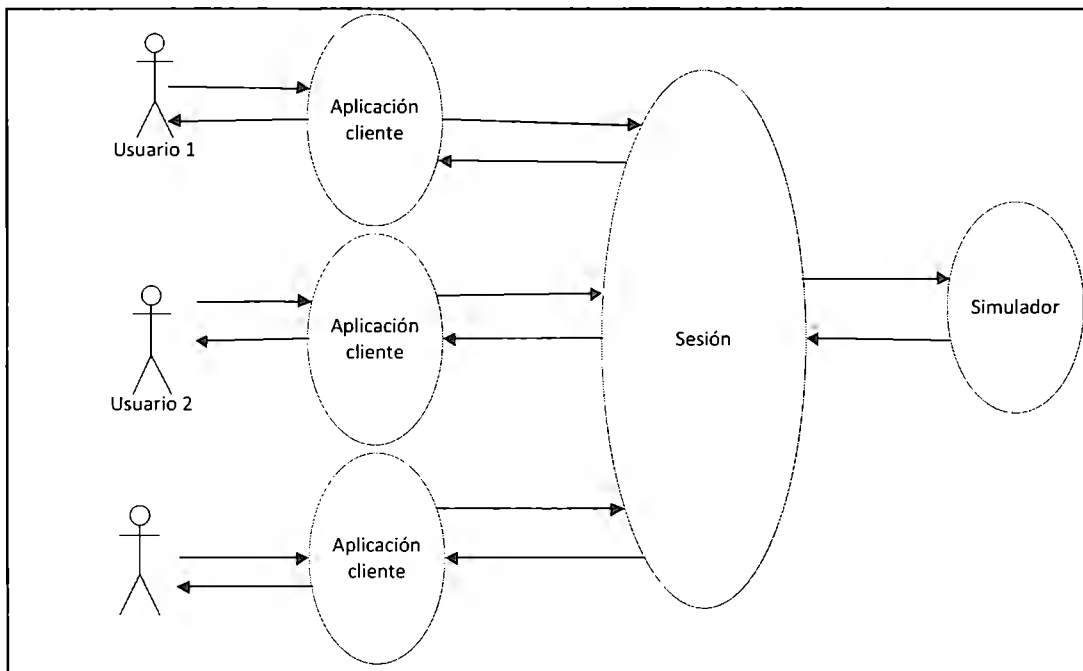 Aplicación
cliente
Usuario 1
Aplicación
cliente
Usuario 2
Sesión
Simulador
Aplicación
cliente